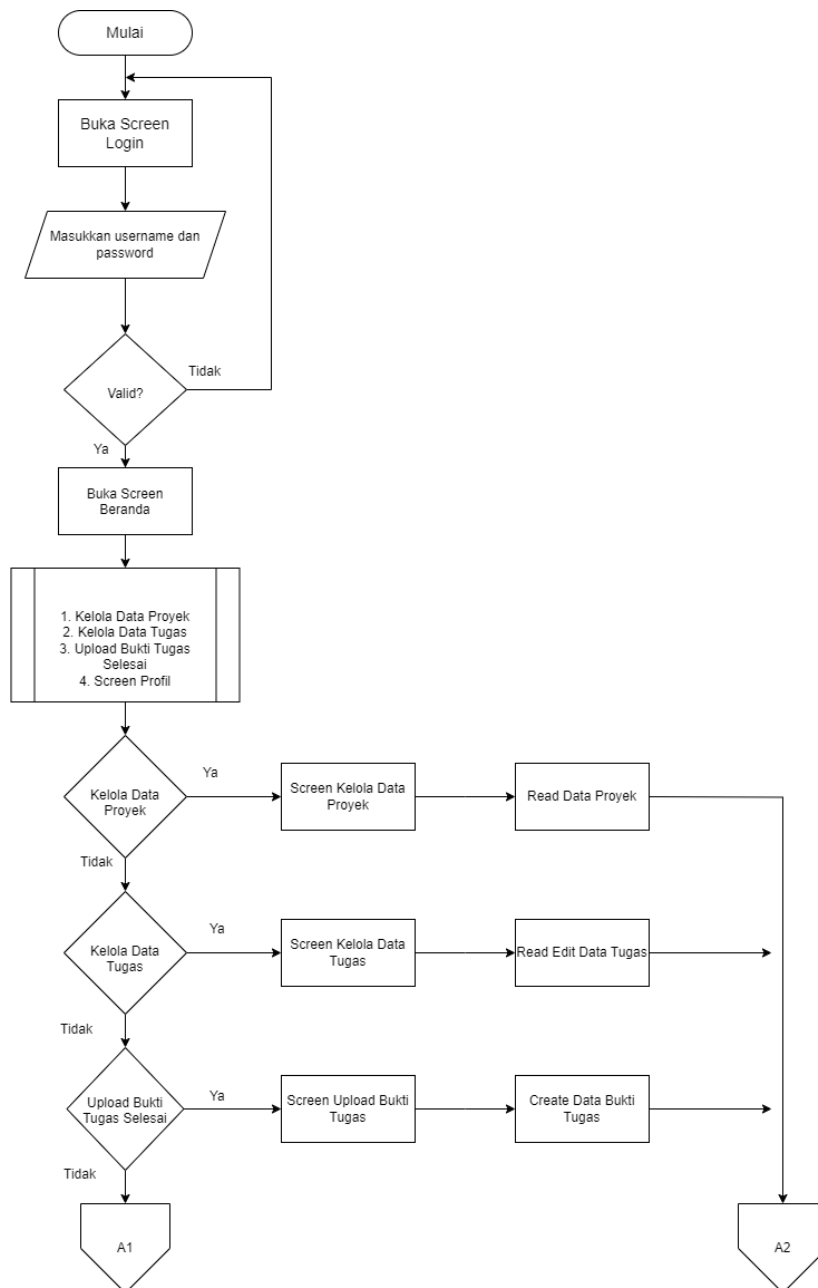 Mulai
Buka Screen
Login
Masukkan username dan
password
Tidak
Valid?
Ya
Buka Screen
Beranda
1. Kelola Data Proyek
2. Kelola Data Tugas
3. Upload Bukti Tugas
Selesai
4. Screen Profil
Kelola Data
Proyek
Ya
Screen Kelola Data
Proyek
Read Data Proyek
Tidak
Kelola Data
Tugas
Ya
Screen Kelola Data
Tugas
Read Edit Data Tugas
Tidak
Upload Bukti
Tugas Selesai
Ya
Screen Upload Bukti
Tugas
Create Data Bukti
Tugas
Tidak
A1
A2